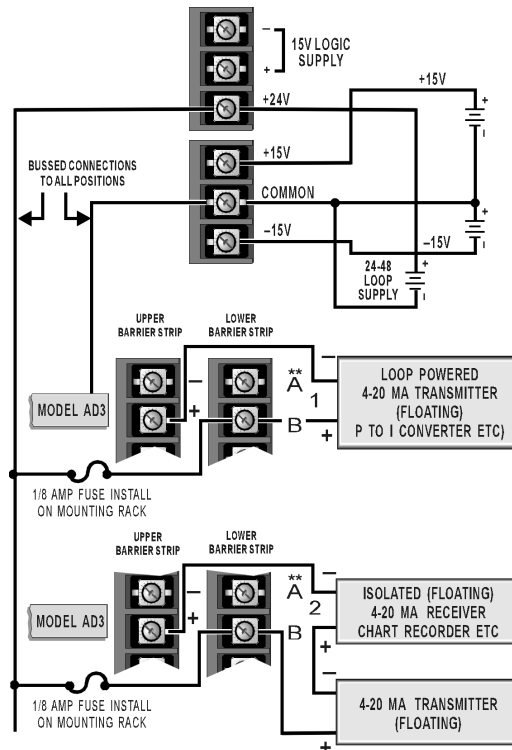 −
15V LOGIC
SUPPLY
+
+24V
+15V
+
−
+15V
BUSSED CONNECTIONS
TO ALL POSITIONS
COMMON
−15V
+
−
−15V
24-48
LOOP
SUPPLY
+
−
UPPER
BARRIER STRIP
LOWER
BARRIER STRIP
MODEL AD3
−
+
**
A
1
B
−
+
LOOP POWERED
4-20 MA TRANSMITTER
(FLOATING)
P TO I CONVERTER ETC)
1/8 AMP FUSE INSTALL
ON MOUNTING RACK
UPPER
BARRIER STRIP
LOWER
BARRIER STRIP
MODEL AD3
−
+
**
A
2
B
−
+
ISOLATED (FLOATING)
4-20 MA RECEIVER
CHART RECORDER ETC
−
+
4-20 MA TRANSMITTER
(FLOATING)
1/8 AMP FUSE INSTALL
ON MOUNTING RACK